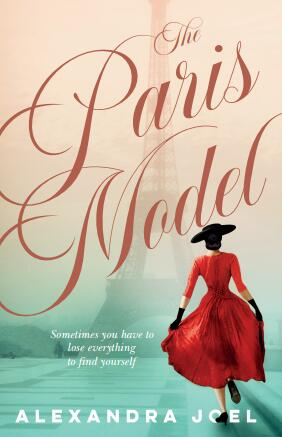 The
Paris
Model
Sometimes you have to
lose everything
to find yourself
ALEXANDRA JOEL